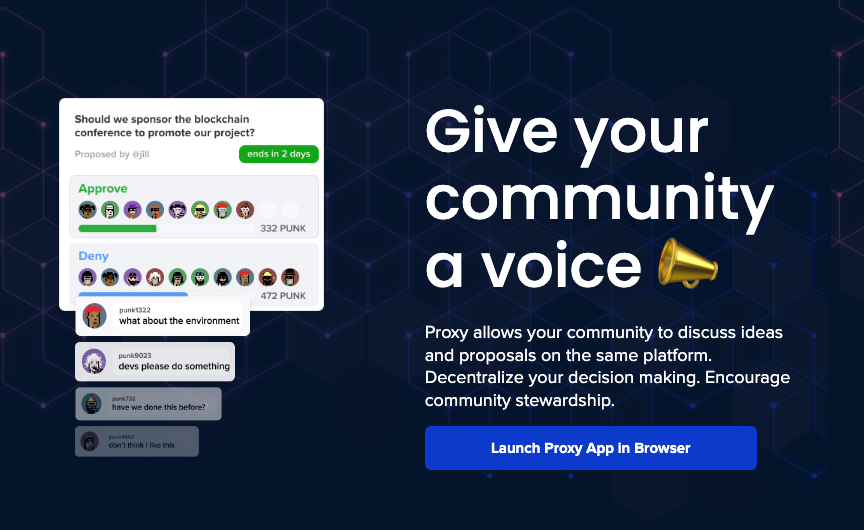 Should we sponsor the blockchain
conference to promote our project?
Proposed by @jill
ends in 2 days
Approve
332 PUNK
Deny
472 PUNK
punk1322
what about the environment
punk9023
devs please do something
punk732
have we done this before?
don't think i like this
Give your
community
a voice
Proxy allows your community to discuss ideas
and proposals on the same platform.
Decentralize your decision making. Encourage
community stewardship.
Launch Proxy App in Browser